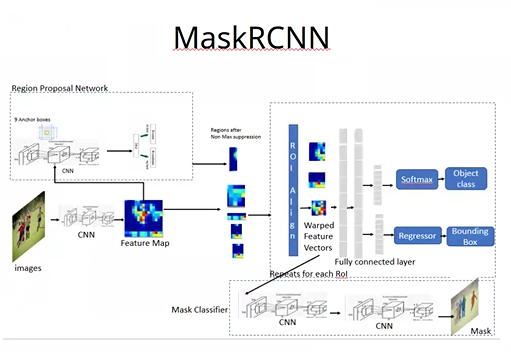 MaskRCNN
Region Proposal Network
9 Anchor boxes
CNN
Regions after
Non Max suppression
ROI Align
Softmax
Object
class
Regressor
Bounding
Box
Warped
Feature
Vectors
Fully connected layer
images
CNN
Feature Map
Repeats for each RoI
Mask Classifier
CNN
CNN
Mask